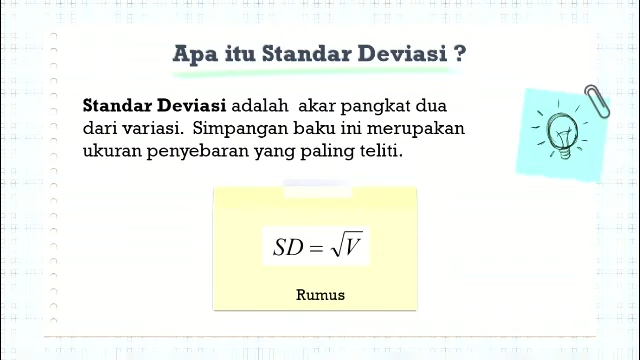 Apa itu Standar Deviasi ?
Standar Deviasi adalah akar pangkat dua
dari variasi. Simpangan baku ini merupakan
ukuran penyebaran yang paling teliti.
SD = √V
Rumus